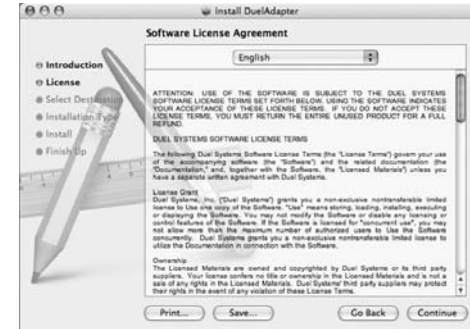 Install DuelAdapter
Software License Agreement
English
Introduction
License
Select Destination
Installation Type
Install
Finish Up
ATTENTION: USE OF THE SOFTWARE IS SUBJECT TO THE DUEL SYSTEMS
SOFTWARE LICENSE TERMS SET FORTH BELOW. USING THE SOFTWARE INDICATES
YOUR ACCEPTANCE OF THESE LICENSE TERMS. IF YOU DO NOT ACCEPT THESE
LICENSE TERMS, YOU MUST RETURN THE ENTIRE UNUSED PRODUCT FOR A FULL
REFUND.
DUEL SYSTEMS SOFTWARE LICENSE TERMS
The following Duel Systems Software License Terms (the "License Terms") govern your use
of the accompanying software (the "Software") and the related documentation (the
"Documentation," and, together with the Software, the "Licensed Materials") unless you
have a separate written agreement with Duel Systems.
License Grant
Duel Systems, Inc. ("Duel Systems") grants you a non-exclusive nontransferable limited
license to Use one copy of the Software. "Use" means storing, loading, installing, executing
or displaying the Software. You may not modify the Software or disable any licensing or
control features of the Software. If the Software is licensed for "concurrent use", you may
not allow more than the maximum number of authorized users to Use the Software
concurrently. Duel Systems grants you a non-exclusive nontransferable limited license to
utilize the Documentation in connection with the Software.
Ownership
The Licensed Materials are owned and copyrighted by Duel Systems or its third party
suppliers. Your license confers no title or ownership in the Licensed Materials and is not a
sale of any rights in the Licensed Materials. Duel Systems' third party suppliers may protect
their rights in the event of any violation of these License Terms.
Print... Save... Go Back Continue